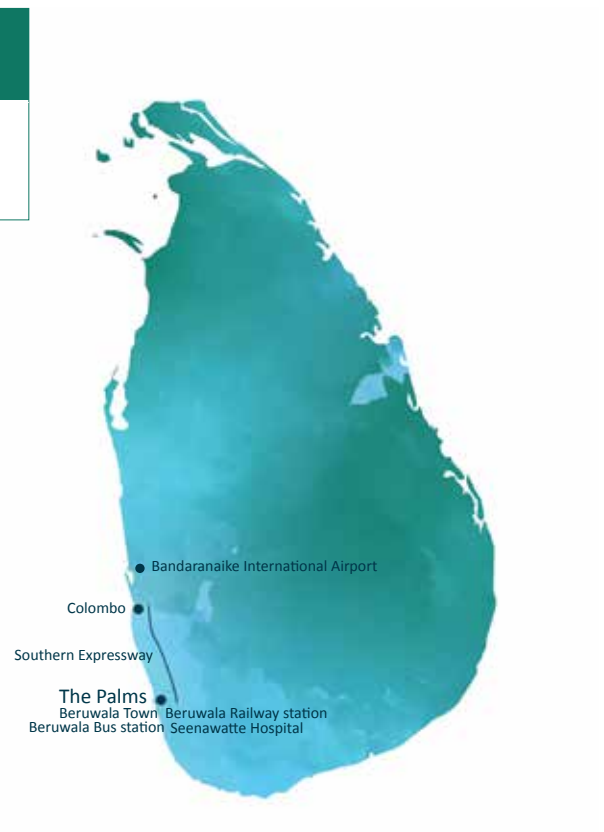 Bandaranaike International Airport
Colombo
Southern Expressway
The Palms
Beruwala Town Beruwala Railway station
Beruwala Bus station Seenawatte Hospital